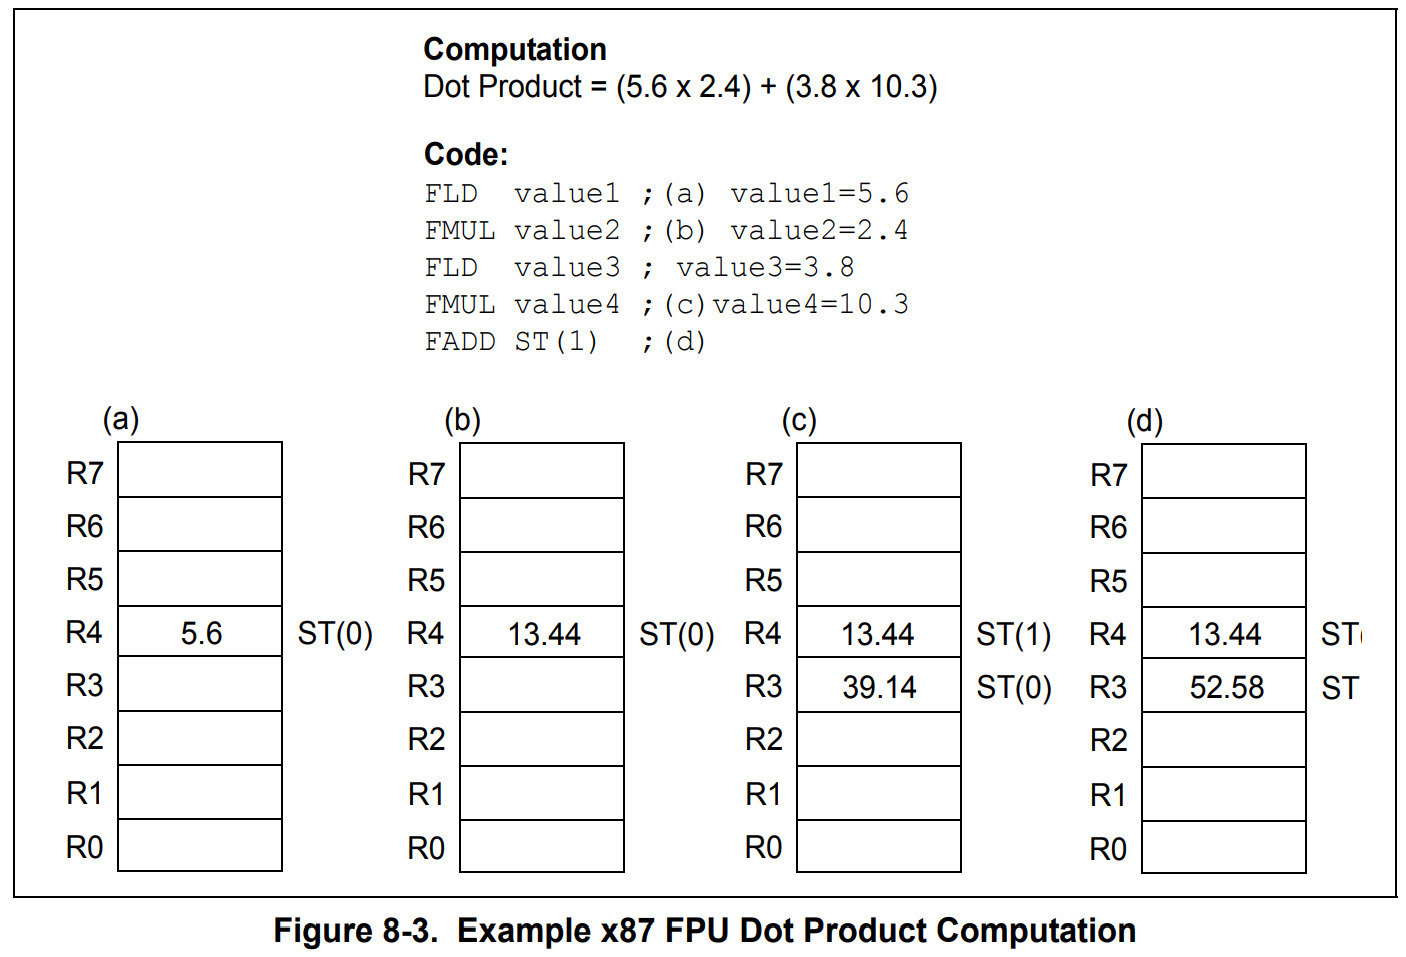 Computation
Dot Product = (5.6 x 2.4) + (3.8 x 10.3)
Code:
FLD value1 ;(a) value1=5.6
FMUL value2 ;(b) value2=2.4
FLD value3 ; value3=3.8
FMUL value4 ;(c)value4=10.3
FADD ST(1) ;(d)
(a) (b) (c) (d)
R7 R7 R7 R7
R6 R6 R6 R6
R5 R5 R5 R5
R4 5.6 ST(0) R4 13.44 ST(0) R4 13.44 ST(1) R4 13.44 ST(
R3 R3 R3 39.14 ST(0) R3 52.58 ST
R2 R2 R2 R2
R1 R1 R1 R1
R0 R0 R0 R0
Figure 8-3. Example x87 FPU Dot Product Computation